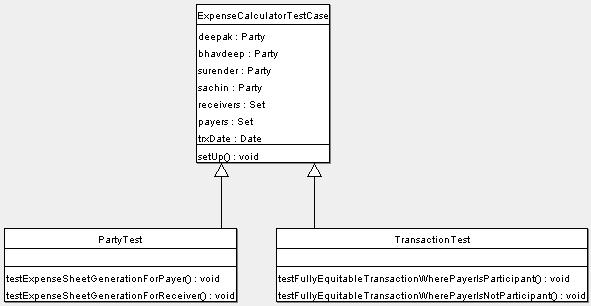 ExpenseCalculatorTestCase
deepak : Party
bhavdeep : Party
surender : Party
sachin : Party
receivers : Set
payers : Set
trxDate : Date
setUp() : void
PartyTest
testExpenseSheetGenerationForPayer() : void
testExpenseSheetGenerationForReceiver() : void
TransactionTest
testFullyEquitableTransactionWherePayerIsParticipant() : void
testFullyEquitableTransactionWherePayerIsNotParticipant() : void